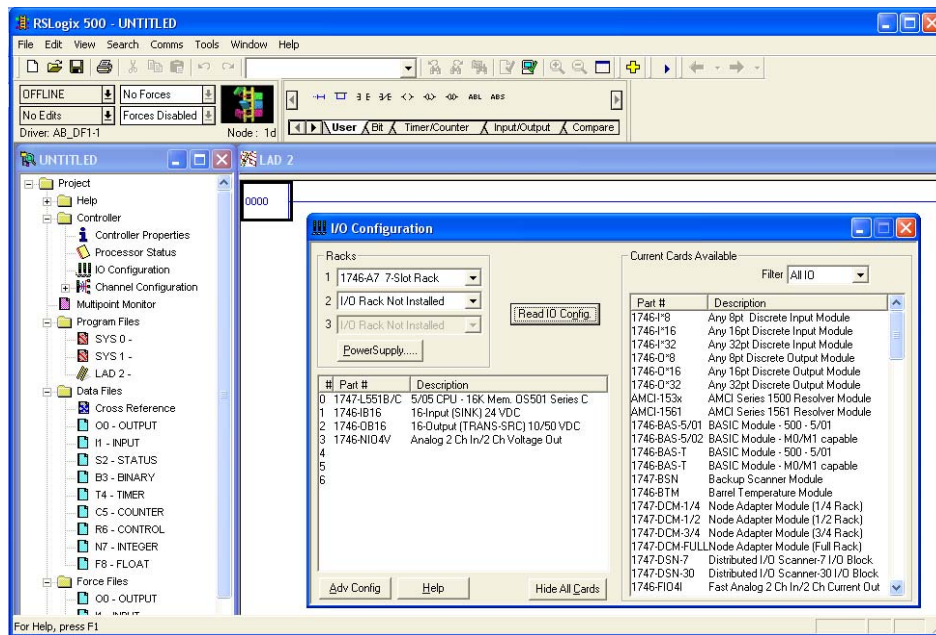 RSLogix 500 - UNTITLED
File Edit View Search Comms Tools Window Help
OFFLINE No Forces
No Edits Forces Disabled
Driver: AB_DF1-1 Node : 1d
ABL ABS
User Bit Timer/Counter Input/Output Compare
UNTITLED
Project
Help
Controller
Controller Properties
Processor Status
IO Configuration
Channel Configuration
Multipoint Monitor
Program Files
SYS 0 -
SYS 1 -
LAD 2 -
Data Files
Cross Reference
O0 - OUTPUT
I1 - INPUT
S2 - STATUS
B3 - BINARY
T4 - TIMER
C5 - COUNTER
R6 - CONTROL
N7 - INTEGER
F8 - FLOAT
Force Files
O0 - OUTPUT
I1 - INPUT
LAD 2
0000
I/O Configuration
Racks
1 1746-A7 7-Slot Rack
2 I/O Rack Not Installed
3 I/O Rack Not Installed
PowerSupply.....
Read IO Config.
# Part # Description
0 1747-L551B/C 5/05 CPU - 16K Mem. OS501 Series C
1 1746-IB16 16-Input (SINK) 24 VDC
2 1746-OB16 16-Output (TRANS-SRC) 10/50 VDC
3 1746-NIO4V Analog 2 Ch In/2 Ch Voltage Out
4
5
6
Adv Config Help Hide All Cards
Current Cards Available
Filter All IO
Part # Description
1746-I*8 Any 8pt Discrete Input Module
1746-I*16 Any 16pt Discrete Input Module
1746-I*32 Any 32pt Discrete Input Module
1746-O*8 Any 8pt Discrete Output Module
1746-O*16 Any 16pt Discrete Output Module
1746-O*32 Any 32pt Discrete Output Module
AMCI-153x AMCI Series 1500 Resolver Module
AMCI-1561 AMCI Series 1561 Resolver Module
1746-BAS-5/01 BASIC Module - 500 - 5/01
1746-BAS-5/02 BASIC Module - M0/M1 capable
1746-BAS-T BASIC Module - 500 - 5/01
1746-BAS-T BASIC Module - M0/M1 capable
1747-BSN Backup Scanner Module
1746-BTM Barrel Temperature Module
1747-DCM-1/4 Node Adapter Module (1/4 Rack)
1747-DCM-1/2 Node Adapter Module (1/2 Rack)
1747-DCM-3/4 Node Adapter Module (3/4 Rack)
1747-DCM-FULL Node Adapter Module (Full Rack)
1747-DSN-7 Distributed I/O Scanner-7 I/O Block
1747-DSN-30 Distributed I/O Scanner-30 I/O Block
1746-FIO4I Fast Analog 2 Ch In/2 Ch Current Out
For Help, press F1